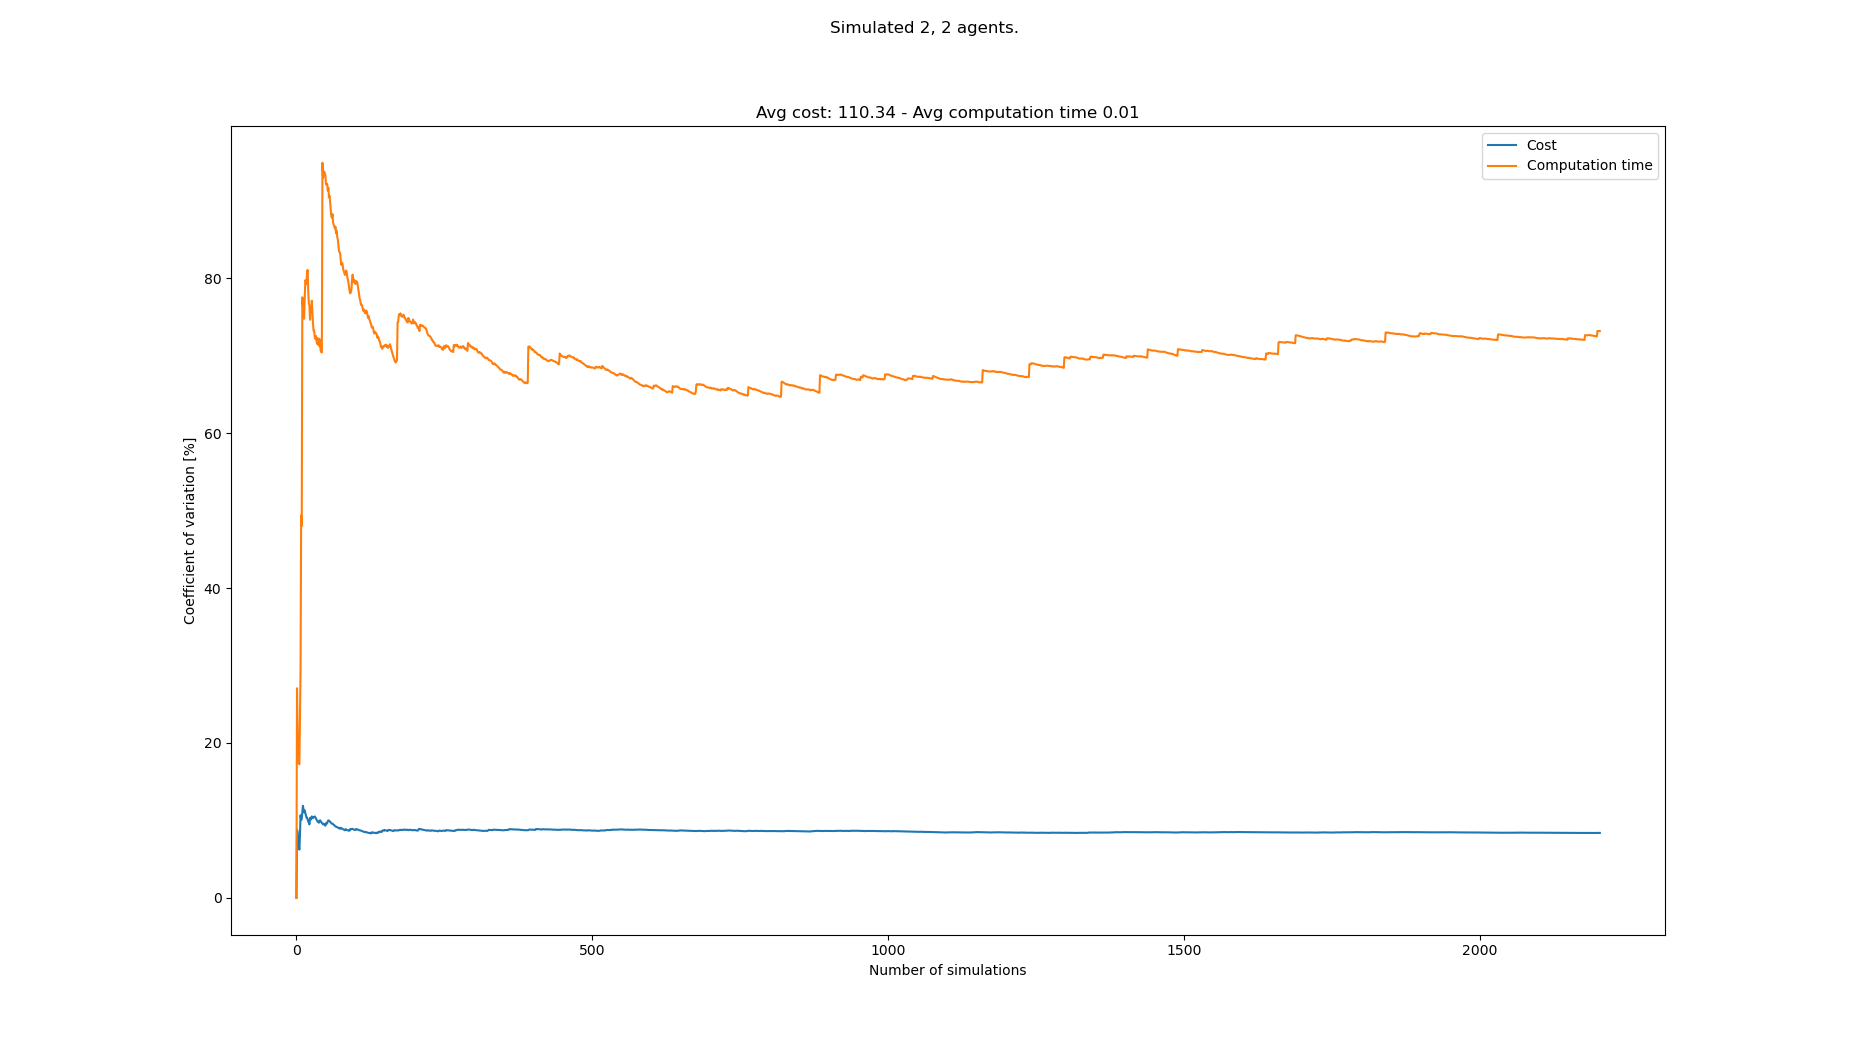 Simulated 2, 2 agents.
Avg cost: 110.34 - Avg computation time 0.01
Cost
Computation time
80
60
40
20
0
Coefficient of variation [%]
0 500 1000 1500 2000
Number of simulations